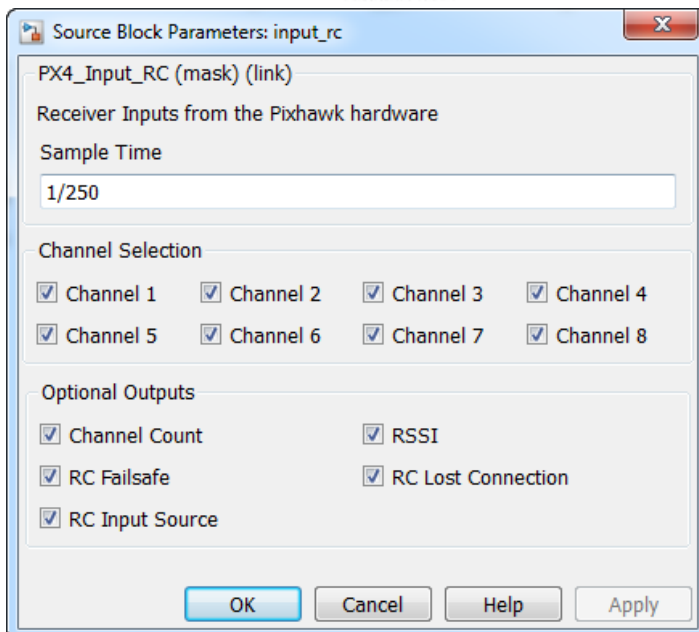 Source Block Parameters: input_rc
PX4_Input_RC (mask) (link)
Receiver Inputs from the Pixhawk hardware
Sample Time
1/250
Channel Selection
Channel 1 Channel 2 Channel 3 Channel 4
Channel 5 Channel 6 Channel 7 Channel 8
Optional Outputs
Channel Count RSSI
RC Failsafe RC Lost Connection
RC Input Source
OK Cancel Help Apply